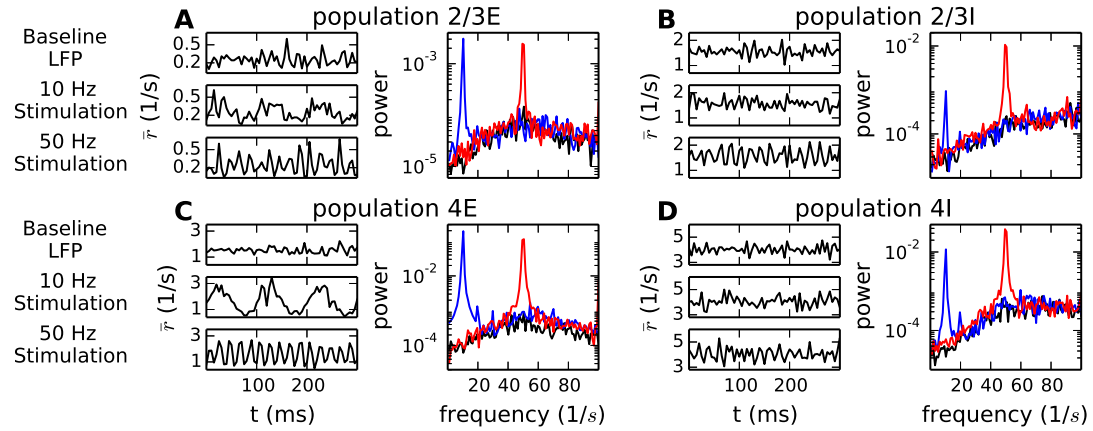 A population 2/3E
B population 2/3I
Baseline LFP
10 Hz Stimulation
50 Hz Stimulation
r̄ (1/s)
0.5
0.2
0.5
0.2
0.5
0.2
power
10⁻³
10⁻⁵
r̄ (1/s)
2
1
2
1
2
1
power
10⁻²
10⁻⁴
C population 4E
D population 4I
Baseline LFP
10 Hz Stimulation
50 Hz Stimulation
r̄ (1/s)
3
1
3
1
3
1
100 200
t (ms)
power
10⁻²
10⁻⁴
20 40 60 80
frequency (1/s)
r̄ (1/s)
5
3
5
3
5
3
100 200
t (ms)
power
10⁻²
10⁻⁴
20 40 60 80
frequency (1/s)